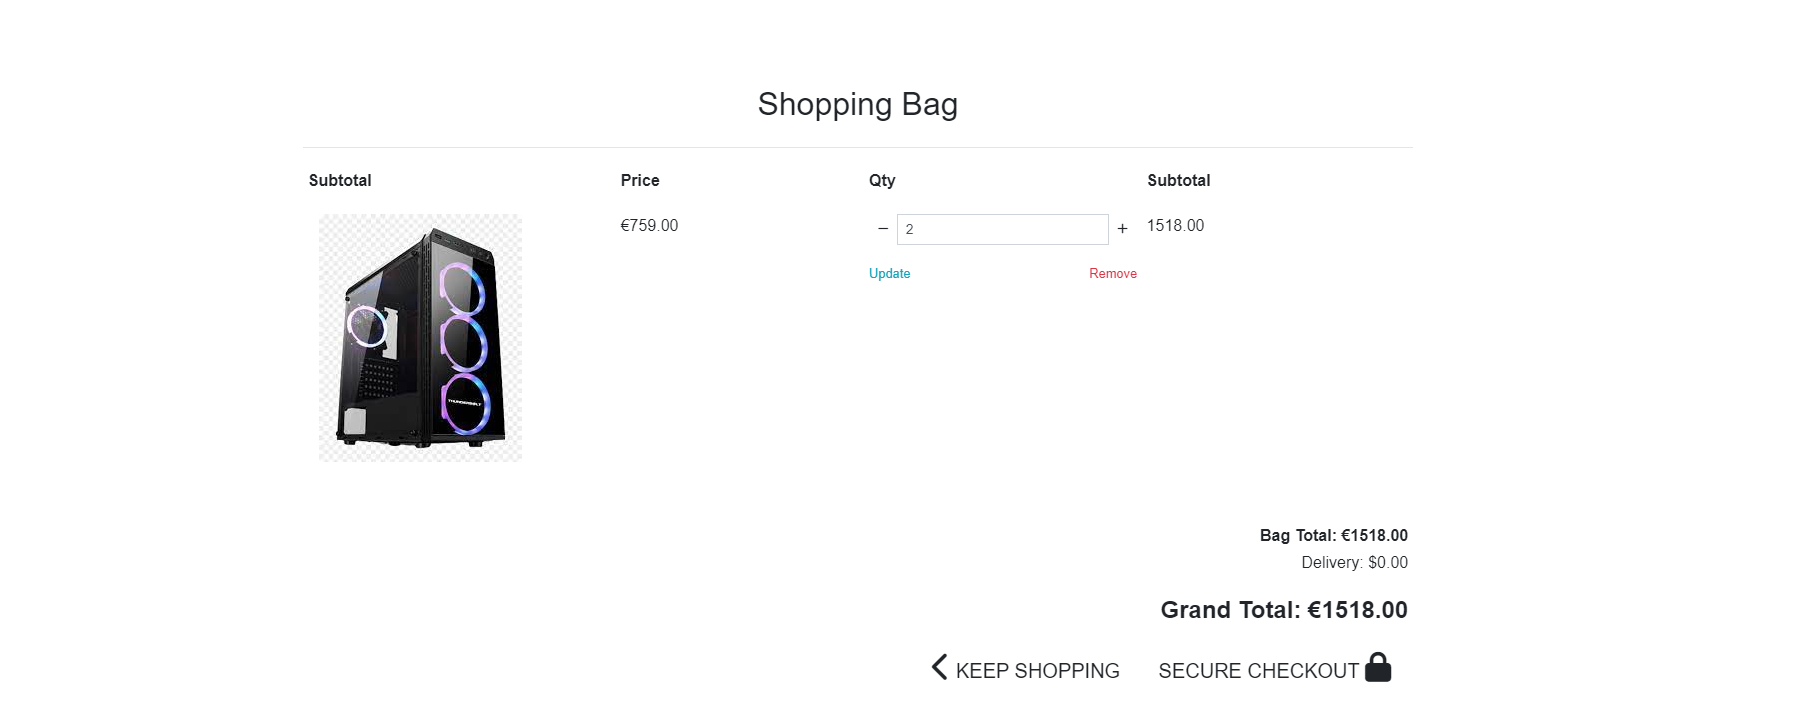 Shopping Bag
Subtotal Price Qty Subtotal
€759.00 − 2 + 1518.00
Update Remove
Bag Total: €1518.00
Delivery: $0.00
Grand Total: €1518.00
KEEP SHOPPING SECURE CHECKOUT